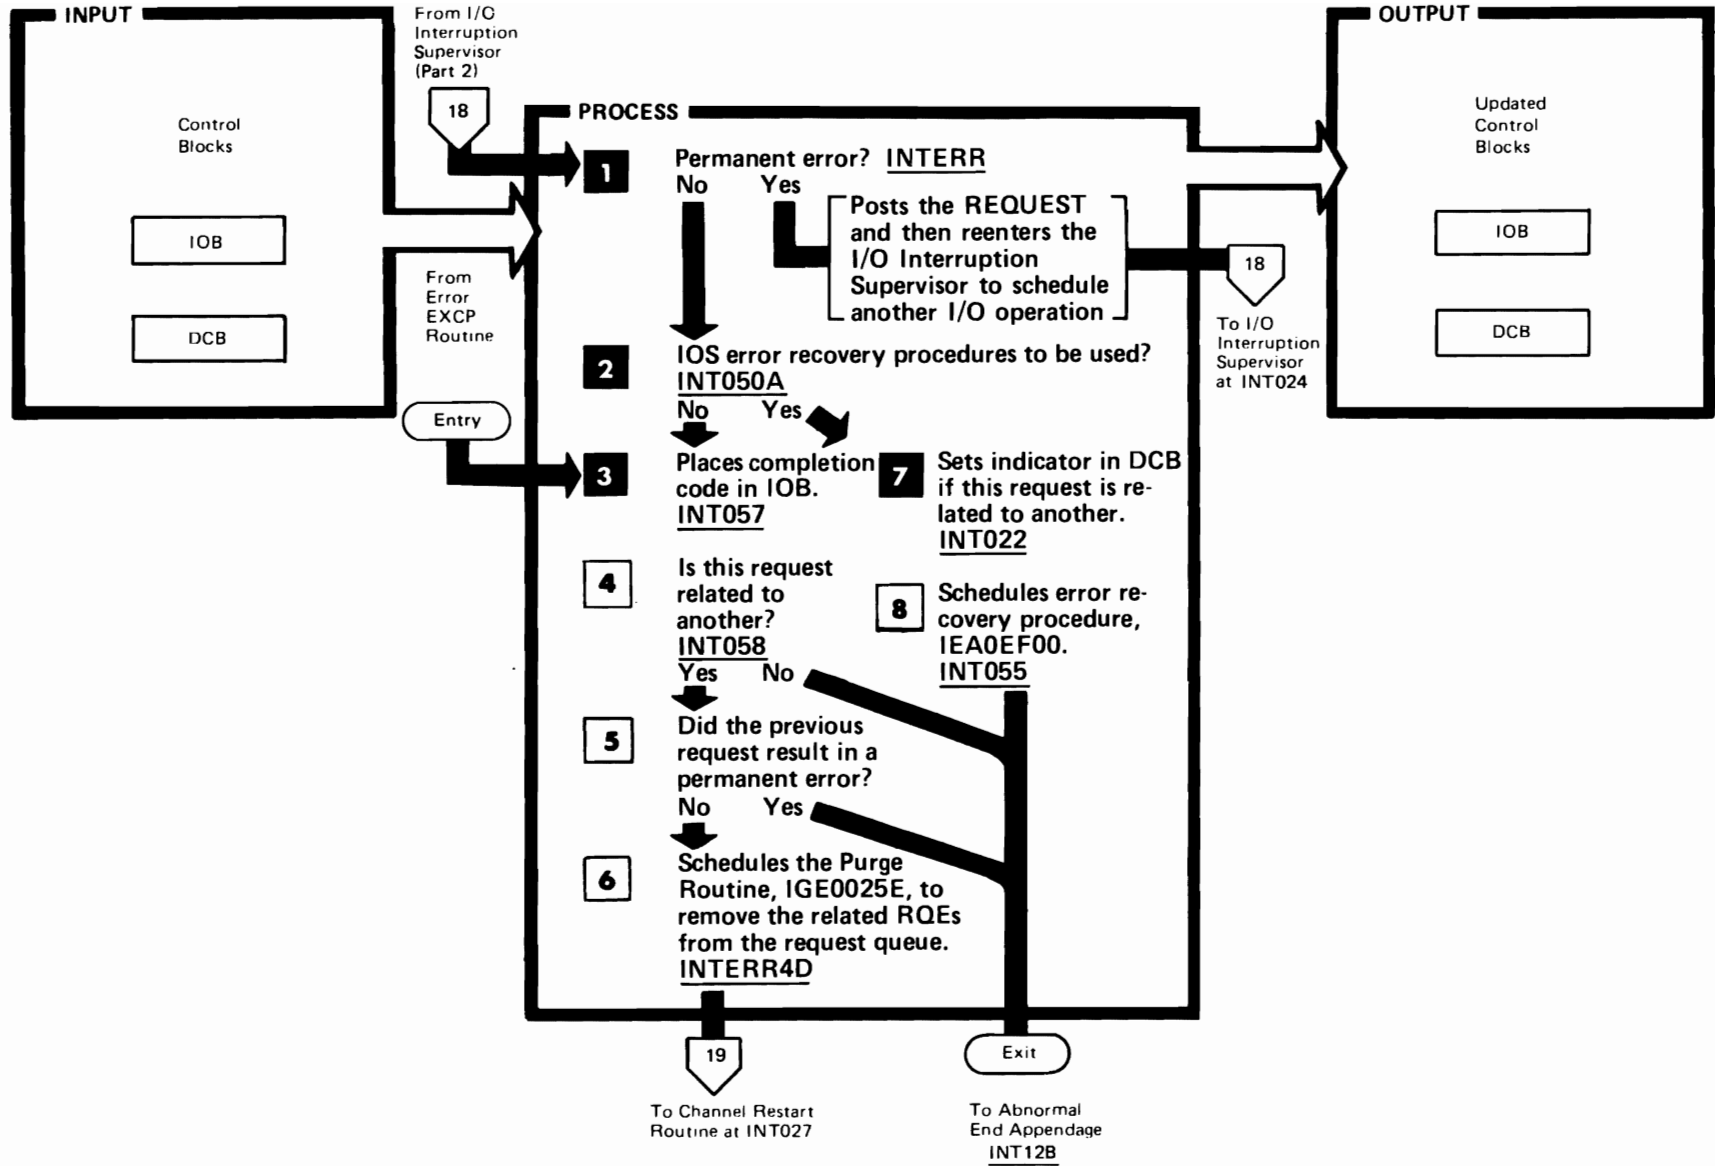 INPUT
Control
Blocks
IOB
DCB
From I/O
Interruption
Supervisor
(Part 2)
18
From
Error
EXCP
Routine
Entry
PROCESS
1
Permanent error? INTERR
No Yes
Posts the REQUEST
and then reenters the
I/O Interruption
Supervisor to schedule
another I/O operation
18
To I/O
Interruption
Supervisor
at INT024
2
IOS error recovery procedures to be used?
INT050A
No Yes
3
Places completion
code in IOB.
INT057
4
Is this request
related to
another?
INT058
Yes No
5
Did the previous
request result in a
permanent error?
No Yes
6
Schedules the Purge
Routine, IGE0025E, to
remove the related RQEs
from the request queue.
INTERR4D
7
Sets indicator in DCB
if this request is re-
lated to another.
INT022
8
Schedules error re-
covery procedure,
IEA0EF00.
INT055
19
To Channel Restart
Routine at INT027
Exit
To Abnormal
End Appendage
INT12B
OUTPUT
Updated
Control
Blocks
IOB
DCB